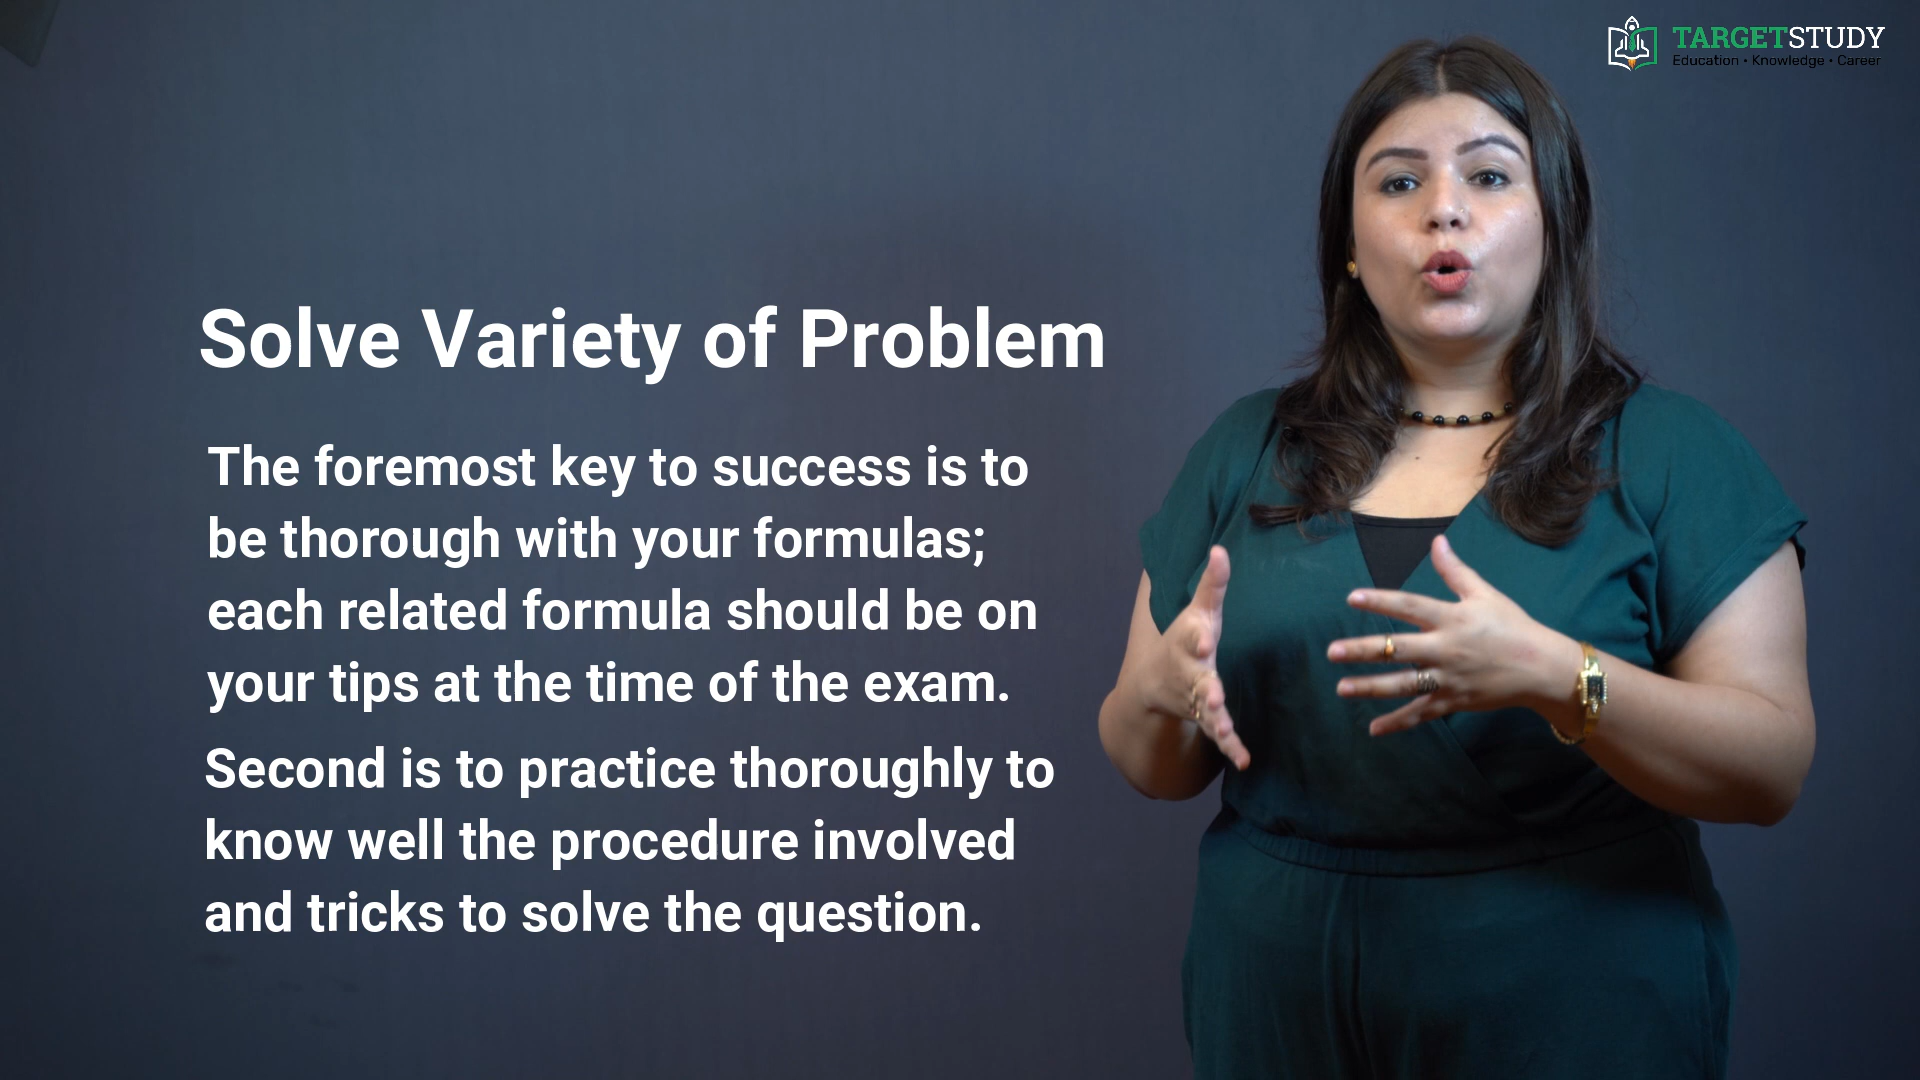 TARGETSTUDY
Education • Knowledge • Career
Solve Variety of Problem
The foremost key to success is to
be thorough with your formulas;
each related formula should be on
your tips at the time of the exam.
Second is to practice thoroughly to
know well the procedure involved
and tricks to solve the question.